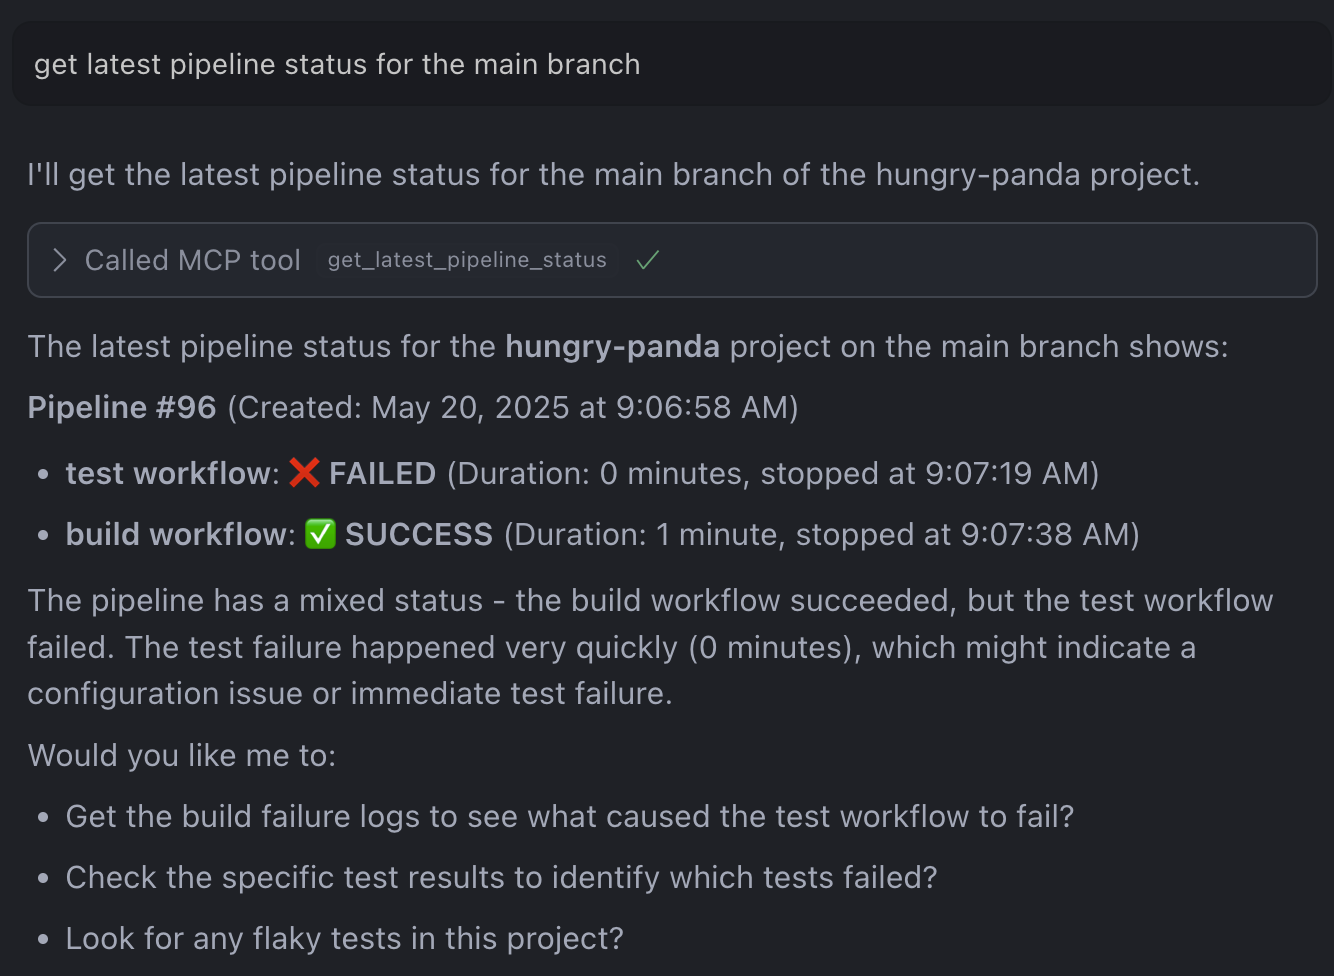 get latest pipeline status for the main branch
I'll get the latest pipeline status for the main branch of the hungry-panda project.
Called MCP tool get_latest_pipeline_status
The latest pipeline status for the hungry-panda project on the main branch shows:
Pipeline #96 (Created: May 20, 2025 at 9:06:58 AM)
• test workflow: ❌ FAILED (Duration: 0 minutes, stopped at 9:07:19 AM)
• build workflow: ✅ SUCCESS (Duration: 1 minute, stopped at 9:07:38 AM)
The pipeline has a mixed status - the build workflow succeeded, but the test workflow
failed. The test failure happened very quickly (0 minutes), which might indicate a
configuration issue or immediate test failure.
Would you like me to:
• Get the build failure logs to see what caused the test workflow to fail?
• Check the specific test results to identify which tests failed?
• Look for any flaky tests in this project?